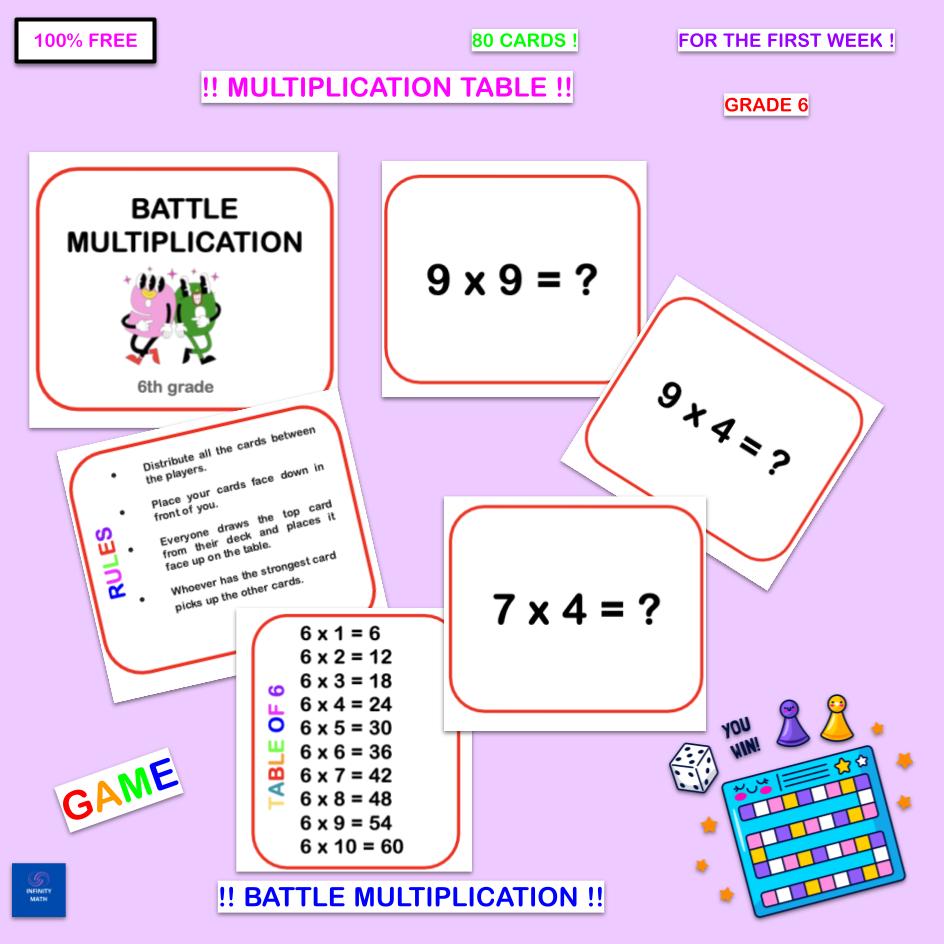 100% FREE
80 CARDS !
FOR THE FIRST WEEK !
!! MULTIPLICATION TABLE !!
GRADE 6
BATTLE
MULTIPLICATION
6th grade
9 x 9 = ?
9 x 4 = ?
RULES
• Distribute all the cards between
the players.
• Place your cards face down in
front of you.
• Everyone draws the top card
from their deck and places it
face up on the table.
• Whoever has the strongest card
picks up the other cards.
7 x 4 = ?
TABLE OF 6
6 x 1 = 6
6 x 2 = 12
6 x 3 = 18
6 x 4 = 24
6 x 5 = 30
6 x 6 = 36
6 x 7 = 42
6 x 8 = 48
6 x 9 = 54
6 x 10 = 60
YOU
WIN!
GAME
INFINITY
MATH
!! BATTLE MULTIPLICATION !!